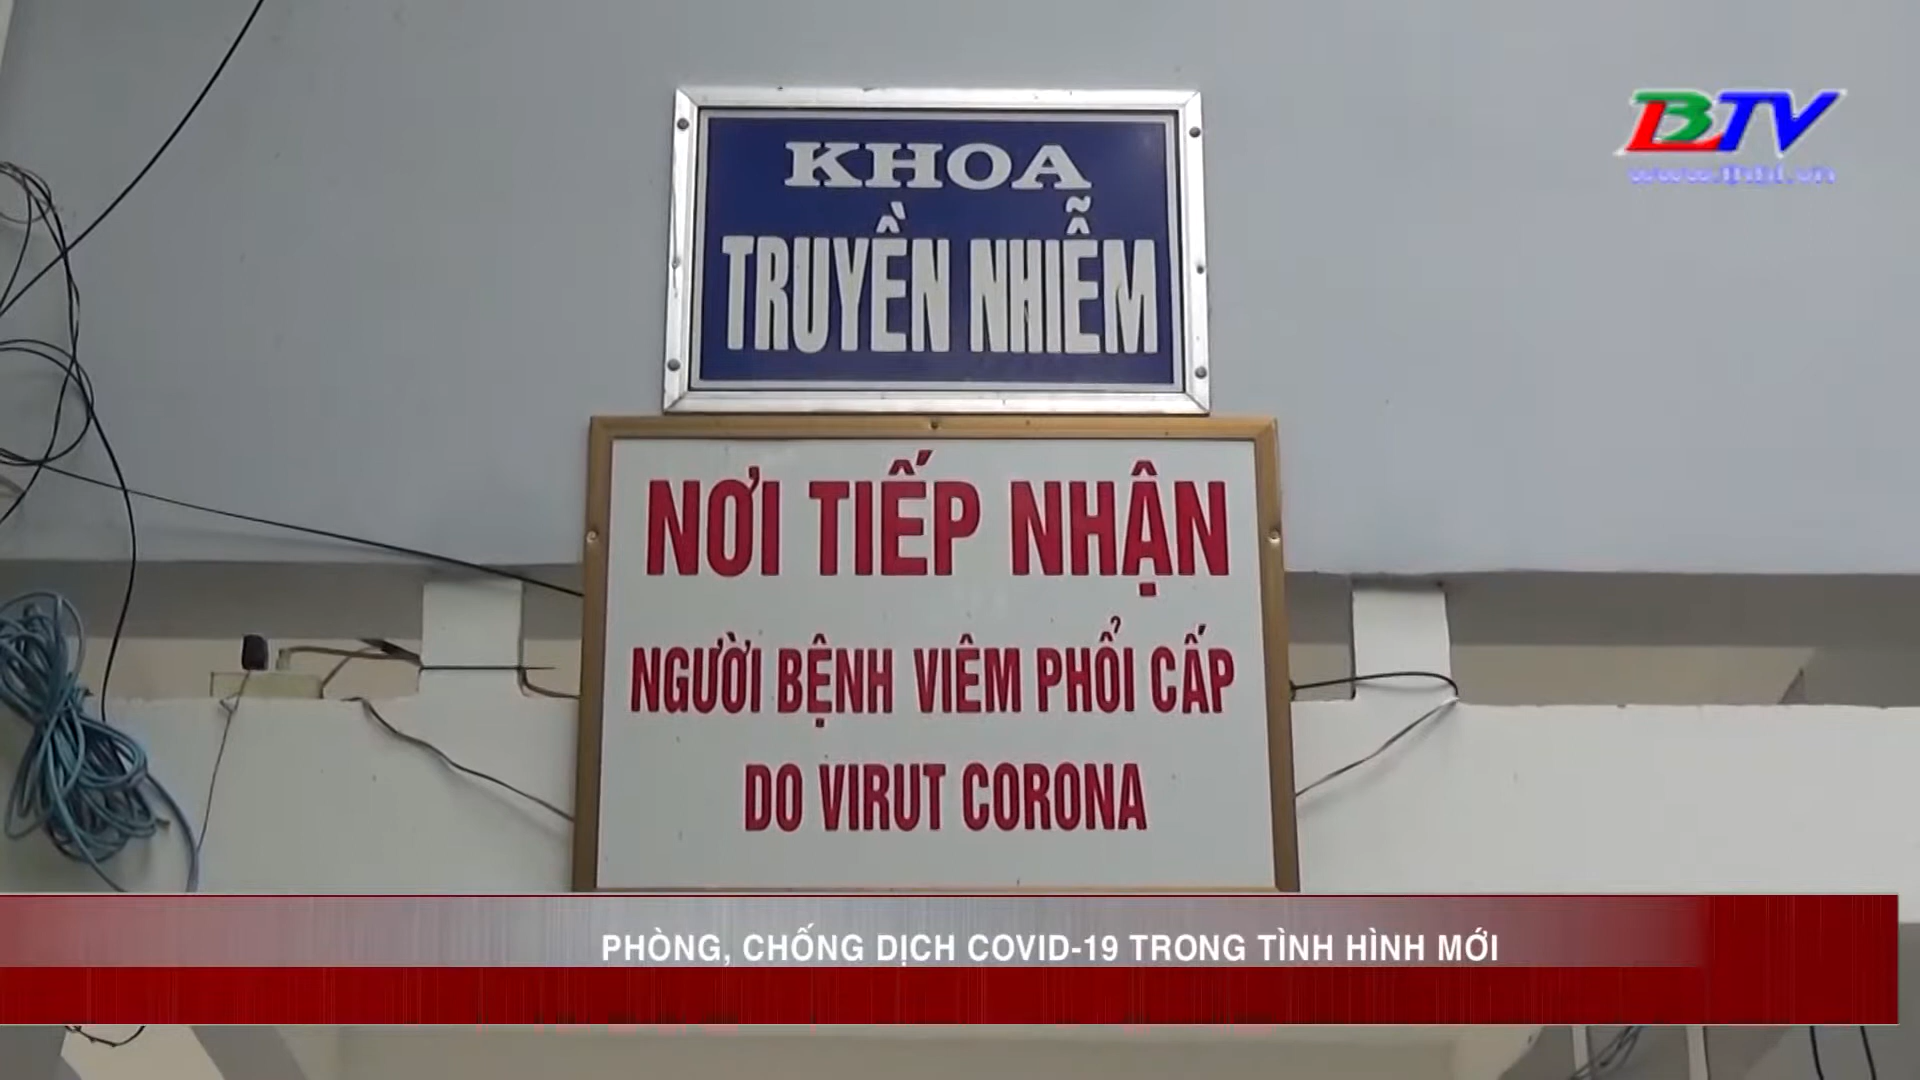 BTV
KHOA
TRUYỀN NHIỄM
NƠI TIẾP NHẬN
NGƯỜI BỆNH VIÊM PHỔI CẤP
DO VIRUT CORONA
PHÒNG, CHỐNG DỊCH COVID-19 TRONG TÌNH HÌNH MỚI